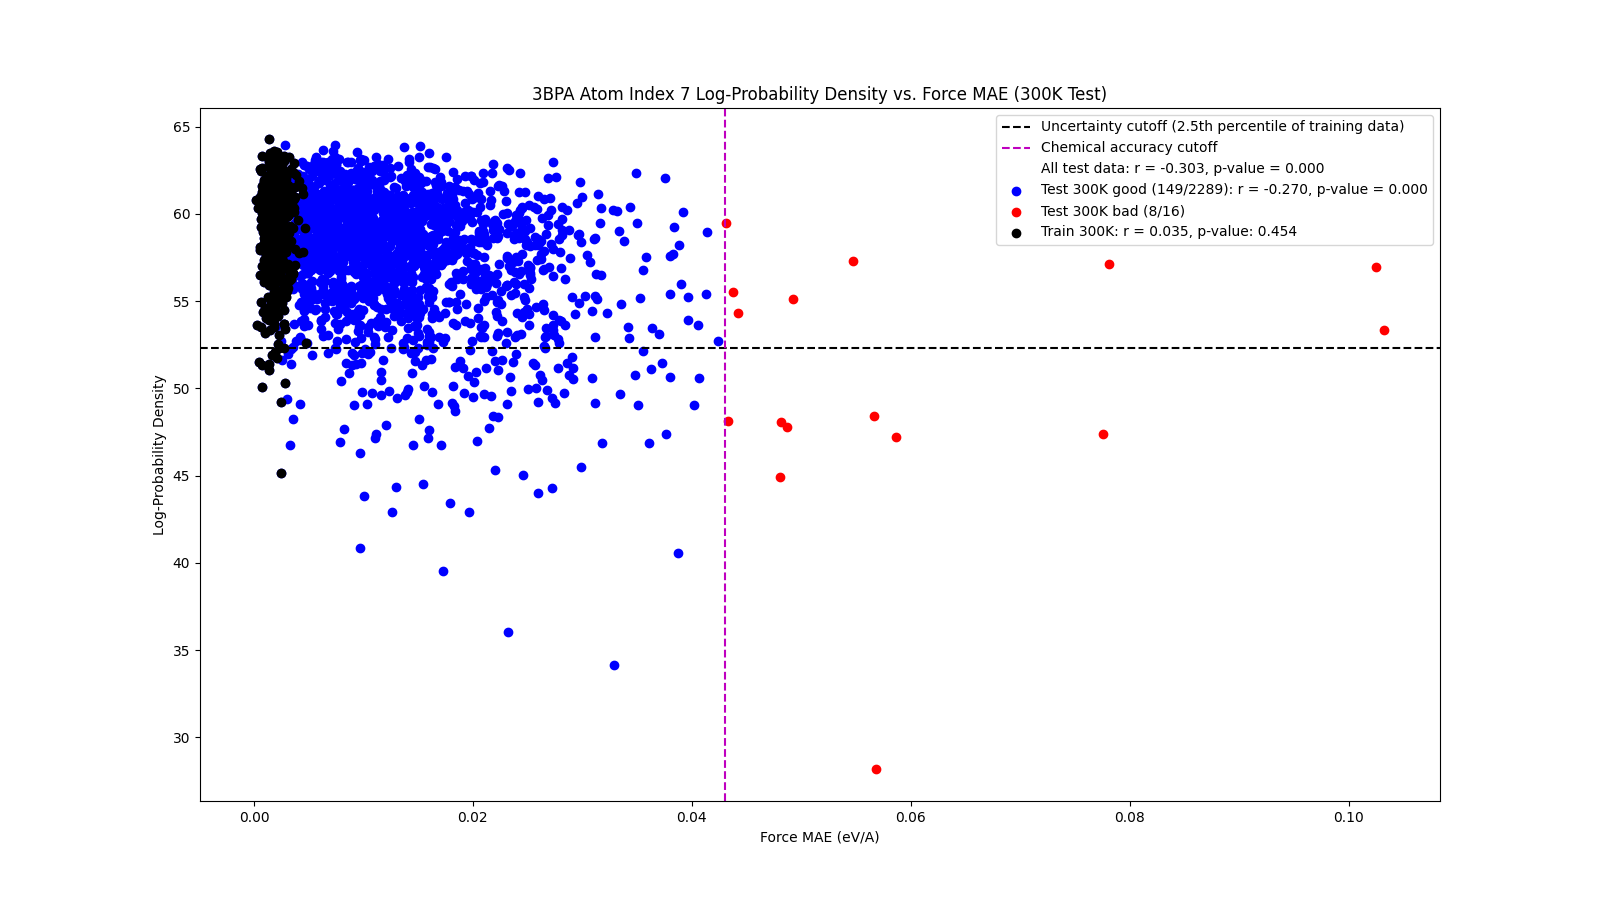 3BPA Atom Index 7 Log-Probability Density vs. Force MAE (300K Test)
Uncertainty cutoff (2.5th percentile of training data)
Chemical accuracy cutoff
All test data: r = -0.303, p-value = 0.000
Test 300K good (149/2289): r = -0.270, p-value = 0.000
Test 300K bad (8/16)
Train 300K: r = 0.035, p-value: 0.454
Log-Probability Density
65
60
55
50
45
40
35
30
0.00
0.02
0.04
0.06
0.08
0.10
Force MAE (eV/A)